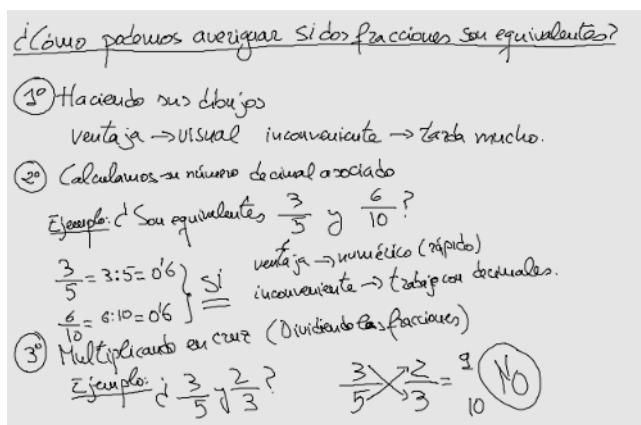 ¿Cómo podemos averiguar si dos fracciones son equivalentes?
1º Haciendo sus dibujos
ventaja → visual inconveniente → tarda mucho.
2º Calculamos su número decimal asociado
Ejemplo: ¿Son equivalentes 3/5 y 6/10?
3/5 = 3:5 = 0'6
6/10 = 6:10 = 0'6 } SÍ
ventaja → numérico (rápido)
inconveniente → trabajo con decimales.
3º Multiplicando en cruz (Dividiendo las fracciones)
Ejemplo: ¿ 3/5 y 2/3 ? 3/5 × 2/3 = 9/10 NO